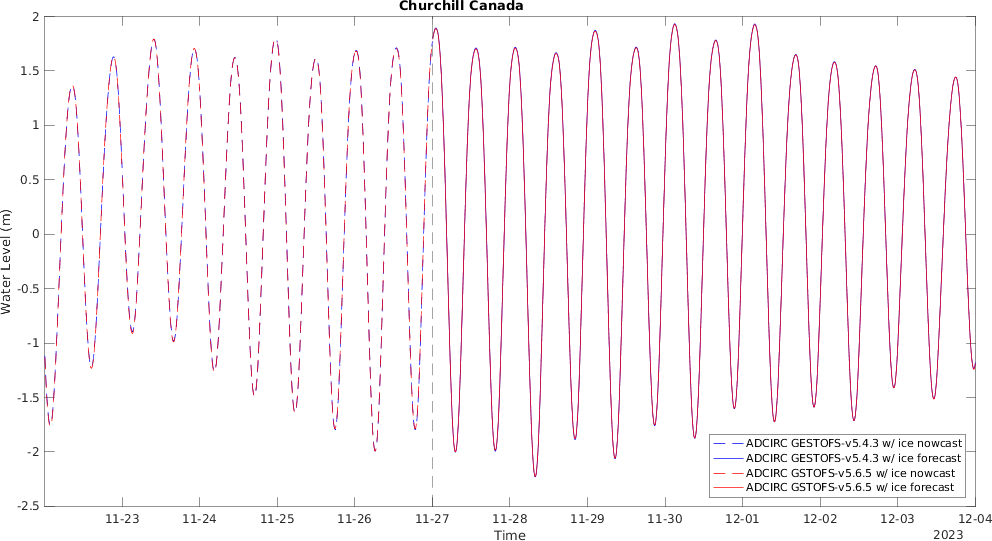 Churchill Canada
2
1.5
1
0.5
0
-0.5
-1
-1.5
-2
-2.5
Water Level (m)
ADCIRC GESTOFS-v5.4.3 w/ ice nowcast
ADCIRC GESTOFS-v5.4.3 w/ ice forecast
ADCIRC GSTOFS-v5.6.5 w/ ice nowcast
ADCIRC GSTOFS-v5.6.5 w/ ice forecast
11-23 11-24 11-25 11-26 11-27 11-28 11-29 11-30 12-01 12-02 12-03 12-04
Time
2023